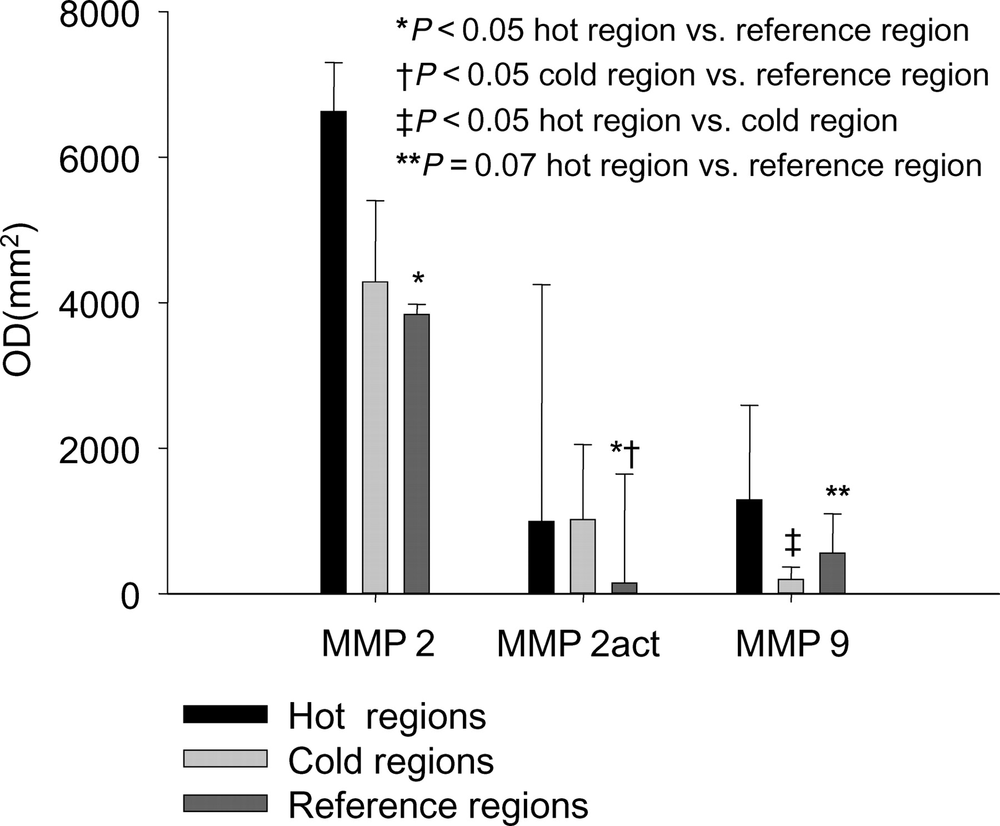 8000
6000
4000
2000
0
OD(mm²)
*P < 0.05 hot region vs. reference region
†P < 0.05 cold region vs. reference region
‡P < 0.05 hot region vs. cold region
**P = 0.07 hot region vs. reference region
*
*†
‡
**
MMP 2
MMP 2act
MMP 9
Hot regions
Cold regions
Reference regions